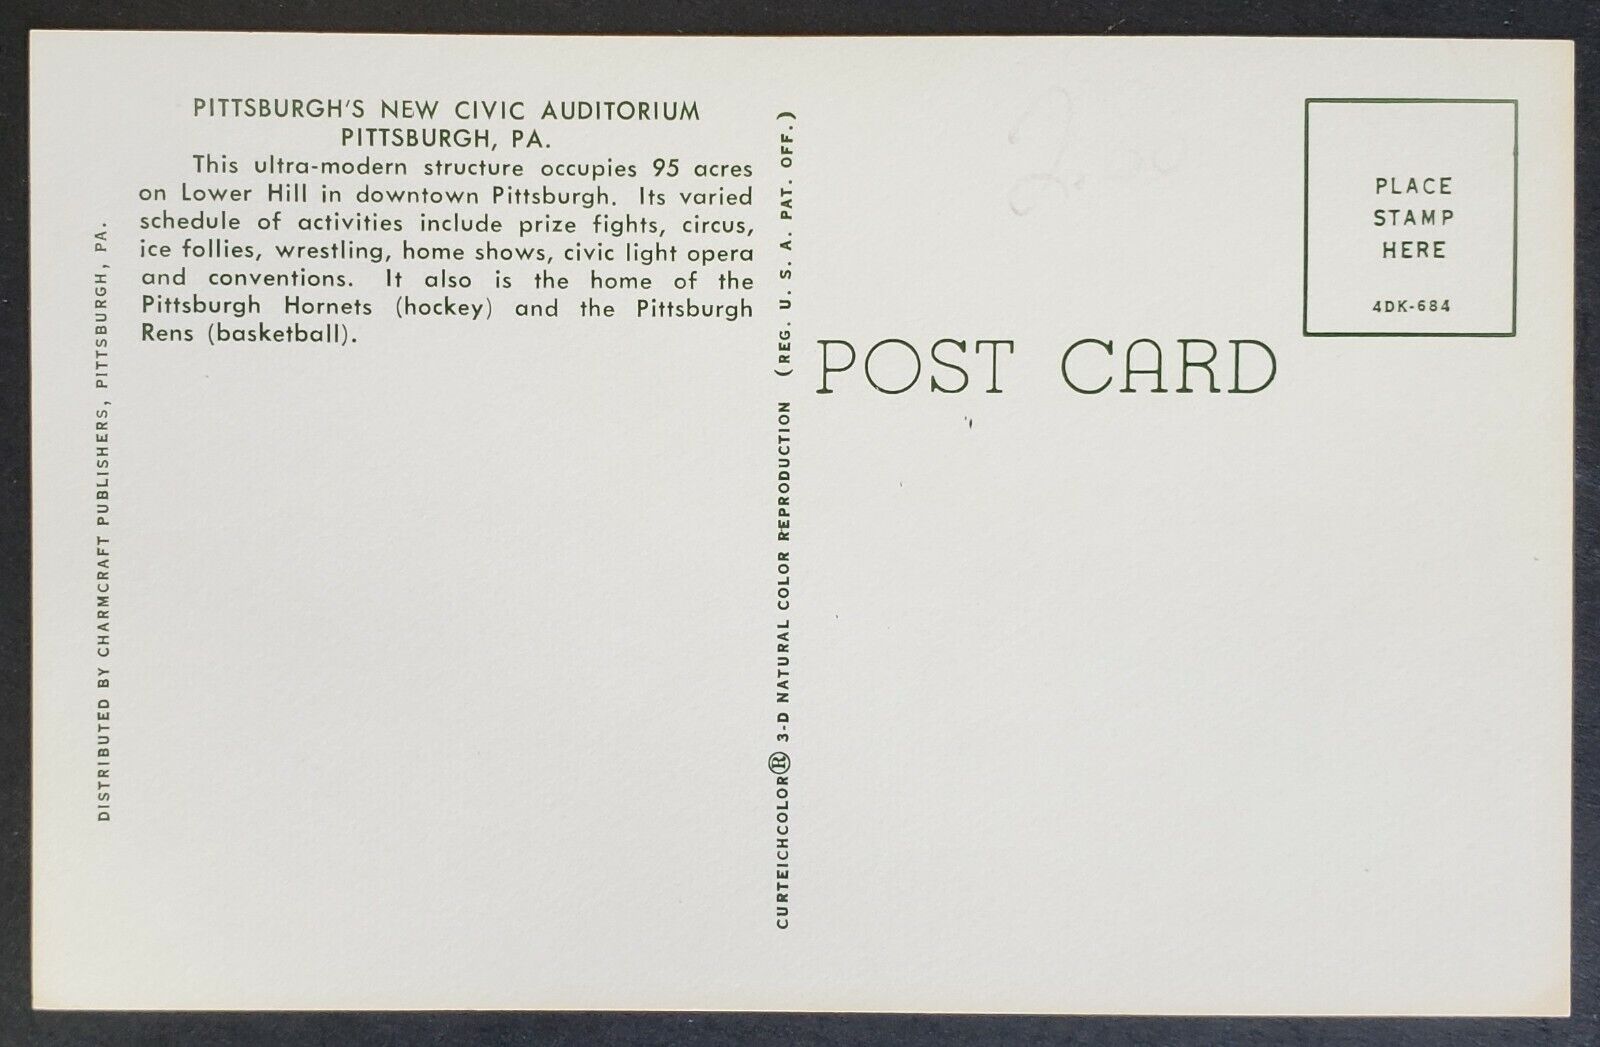 PITTSBURGH'S NEW CIVIC AUDITORIUM
PITTSBURGH, PA.
This ultra-modern structure occupies 95 acres
on Lower Hill in downtown Pittsburgh. Its varied
schedule of activities include prize fights, circus,
ice follies, wrestling, home shows, civic light opera
and conventions. It also is the home of the
Pittsburgh Hornets (hockey) and the Pittsburgh
Rens (basketball).
DISTRIBUTED BY CHARMCRAFT PUBLISHERS, PITTSBURGH, PA.
CURTEICHCOLOR® 3-D NATURAL COLOR REPRODUCTION (REG. U. S. A. PAT. OFF.)
POST CARD
PLACE
STAMP
HERE
4DK-684